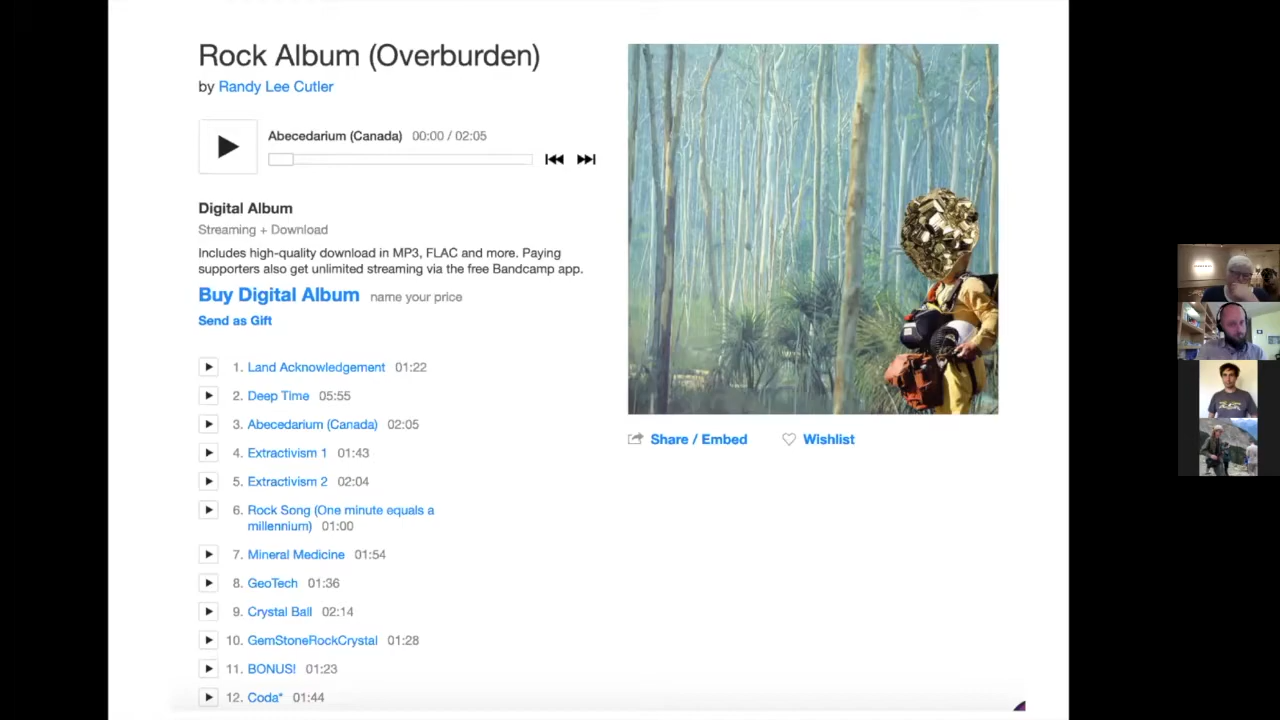 Rock Album (Overburden)
by Randy Lee Cutler
Abecedarium (Canada) 00:00 / 02:05
Digital Album
Streaming + Download
Includes high-quality download in MP3, FLAC and more. Paying
supporters also get unlimited streaming via the free Bandcamp app.
Buy Digital Album name your price
Send as Gift
1. Land Acknowledgement 01:22
2. Deep Time 05:55
3. Abecedarium (Canada) 02:05
4. Extractivism 1 01:43
5. Extractivism 2 02:04
6. Rock Song (One minute equals a
millennium) 01:00
7. Mineral Medicine 01:54
8. GeoTech 01:36
9. Crystal Ball 02:14
10. GemStoneRockCrystal 01:28
11. BONUS! 01:23
12. Coda* 01:44
Share / Embed
Wishlist